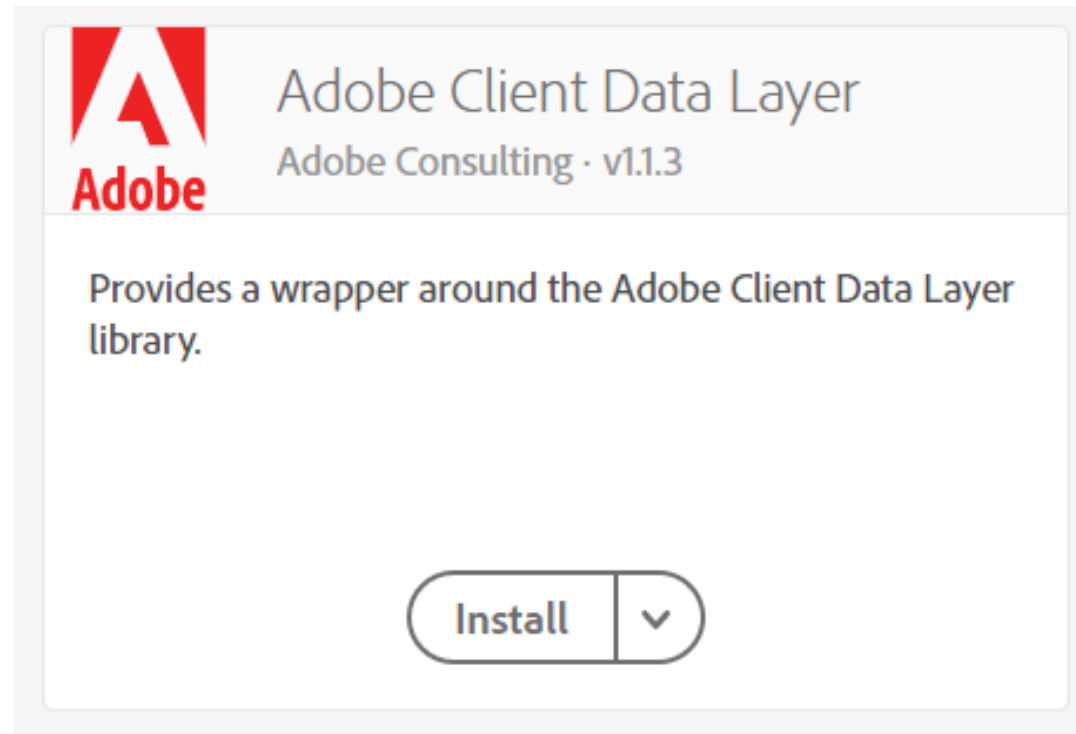 Adobe
Adobe Client Data Layer
Adobe Consulting · v1.1.3
Provides a wrapper around the Adobe Client Data Layer
library.
Install